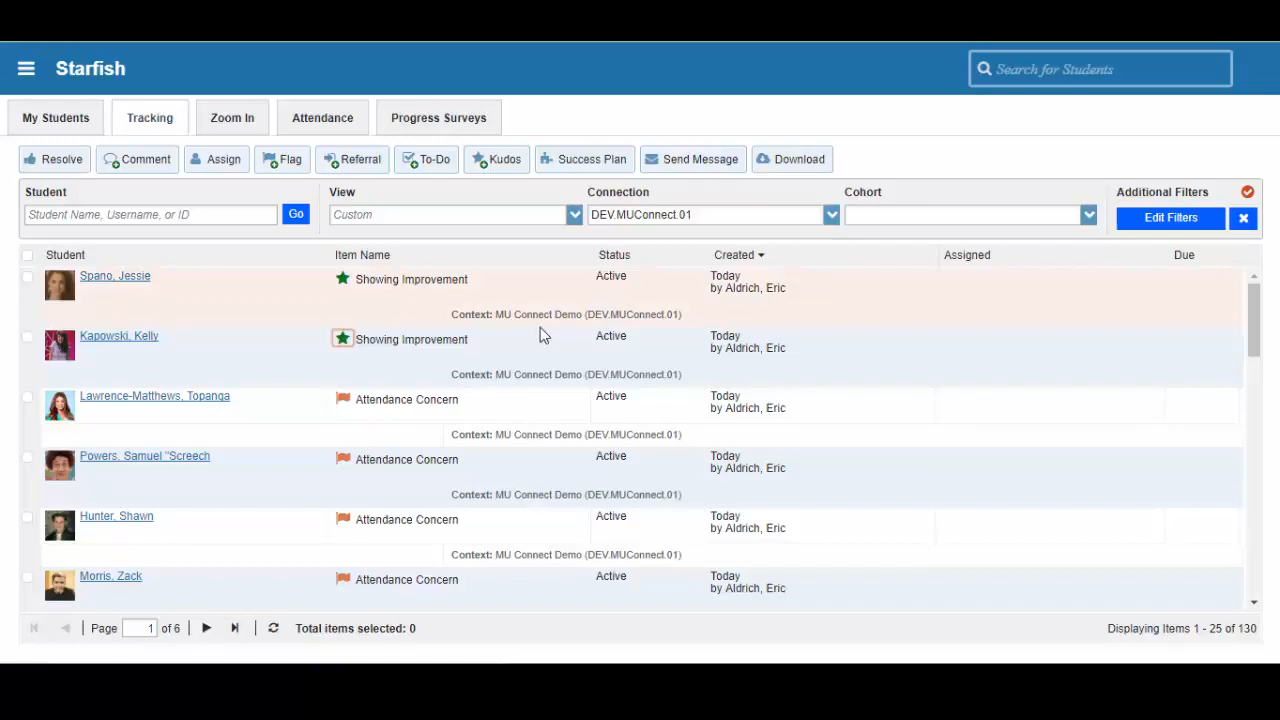 Starfish
Search for Students
My Students Tracking Zoom In Attendance Progress Surveys
Resolve Comment Assign Flag Referral To-Do Kudos Success Plan Send Message Download
Student View Connection Cohort Additional Filters
Student Name, Username, or ID Go Custom DEV.MUConnect.01 Edit Filters
Student Item Name Status Created Assigned Due
Spano, Jessie Showing Improvement Active Today
by Aldrich, Eric
Context: MU Connect Demo (DEV.MUConnect.01)
Kapowski, Kelly Showing Improvement Active Today
by Aldrich, Eric
Context: MU Connect Demo (DEV.MUConnect.01)
Lawrence-Matthews, Topanga Attendance Concern Active Today
by Aldrich, Eric
Context: MU Connect Demo (DEV.MUConnect.01)
Powers, Samuel "Screech Attendance Concern Active Today
by Aldrich, Eric
Context: MU Connect Demo (DEV.MUConnect.01)
Hunter, Shawn Attendance Concern Active Today
by Aldrich, Eric
Context: MU Connect Demo (DEV.MUConnect.01)
Morris, Zack Attendance Concern Active Today
by Aldrich, Eric
Page 1 of 6 Total items selected: 0 Displaying Items 1 - 25 of 130